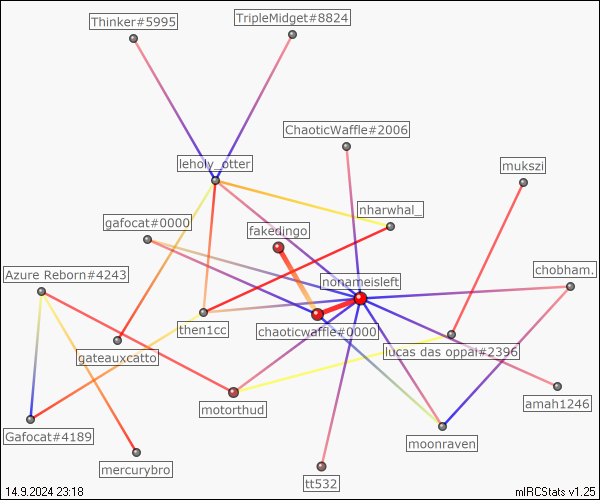 Thinker#5995
TripleMidget#8824
ChaoticWaffle#2006
leholy_otter
mukszi
nharwhal_
gafocat#0000
fakedingo
Azure Reborn#4243
nonameisleft
chobham.
then1cc
chaoticwaffle#0000
gateauxcatto
lucas das oppai#2396
motorthud
amah1246
Gafocat#4189
moonraven
mercurybro
tt532
14.9.2024 23:18
mIRCStats v1.25